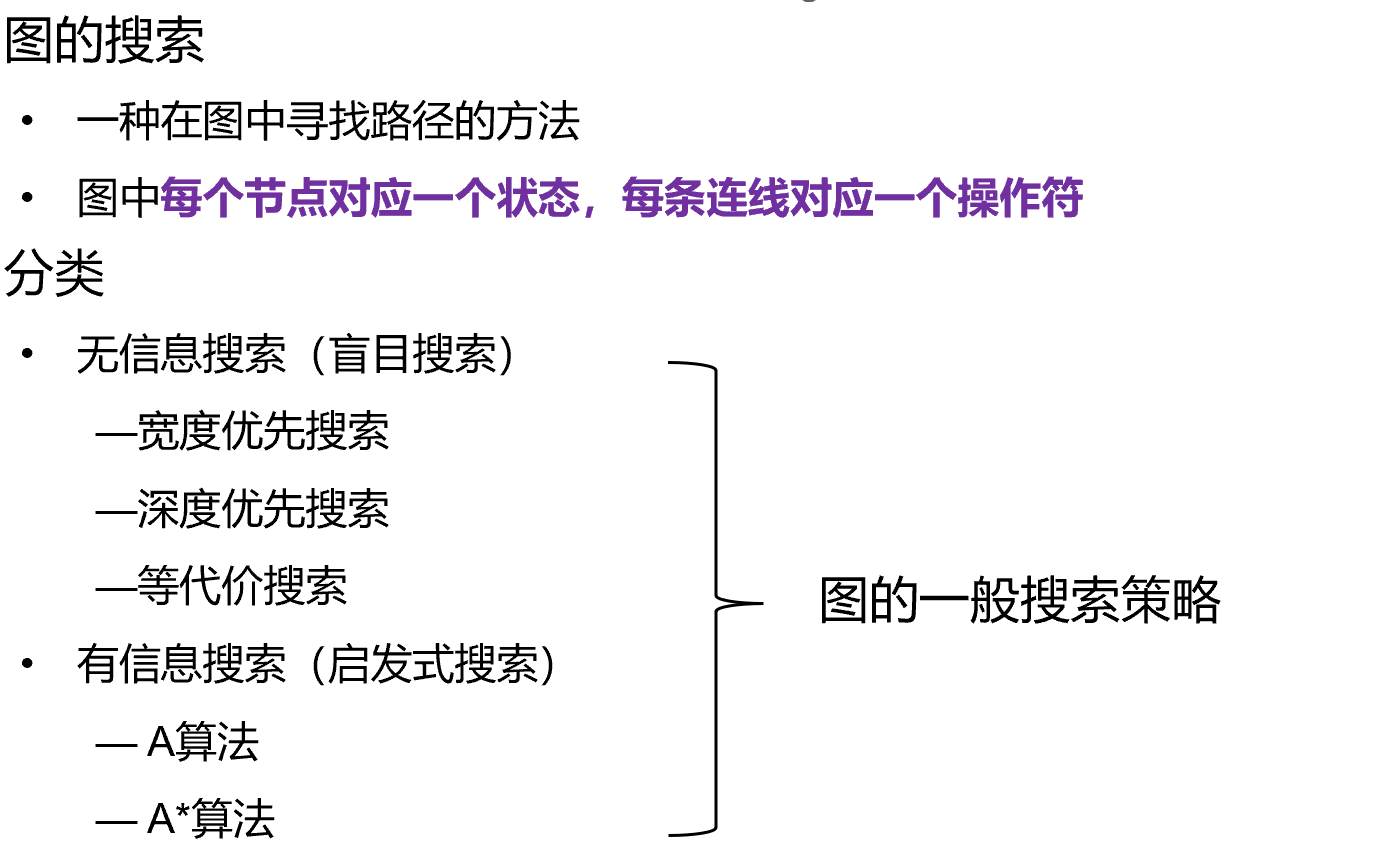 图的搜索
• 一种在图中寻找路径的方法
• 图中每个节点对应一个状态，每条连线对应一个操作符
分类
• 无信息搜索（盲目搜索）
—宽度优先搜索
—深度优先搜索
—等代价搜索
• 有信息搜索（启发式搜索）
— A算法
— A*算法
图的一般搜索策略